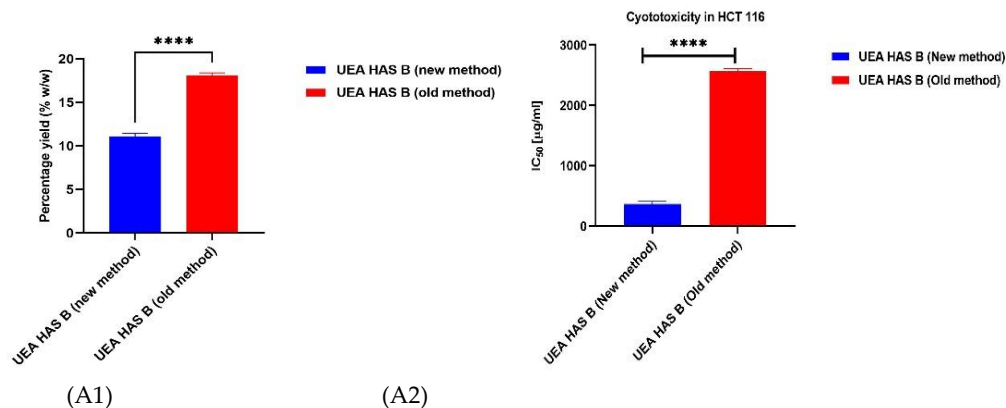 ****
20
15
10
5
0
Percentage yield (% w/w)
UEA HAS B (new method)
UEA HAS B (old method)
UEA HAS B (new method)
UEA HAS B (old method)
(A1)
Cyototoxicity in HCT 116
****
3000
2000
1000
0
IC50 [µg/ml]
UEA HAS B (New method)
UEA HAS B (Old method)
UEA HAS B (New method)
UEA HAS B (Old method)
(A2)